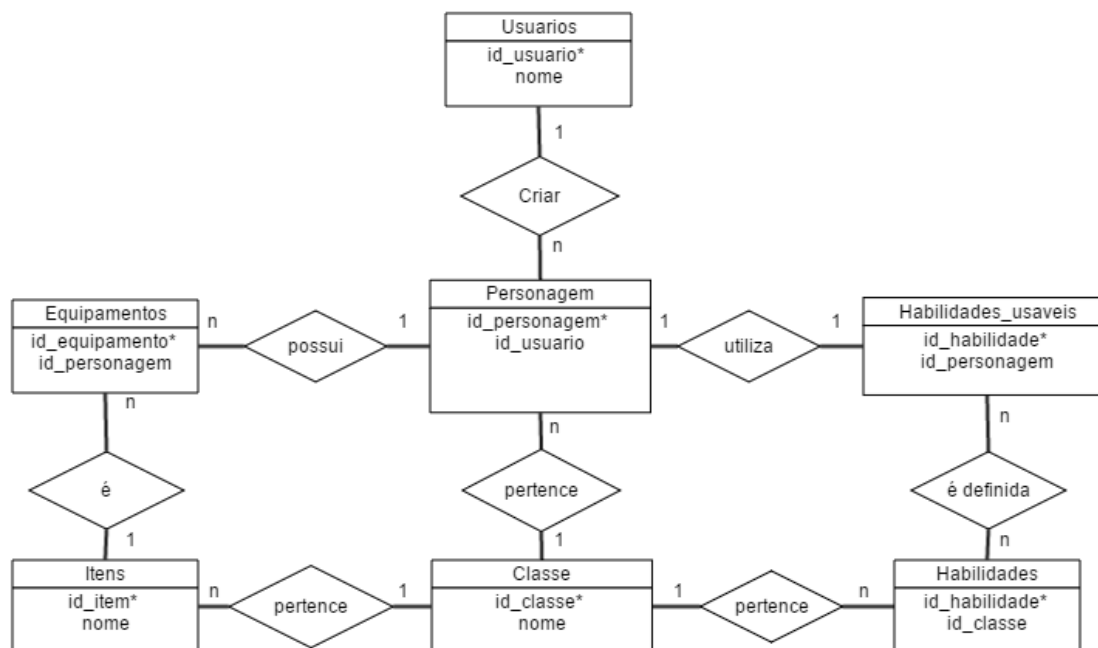 Usuarios
id_usuario*
nome
1
Criar
n
Equipamentos
id_equipamento*
id_personagem
n
possui
1
Personagem
id_personagem*
id_usuario
1
utiliza
1
Habilidades_usaveis
id_habilidade*
id_personagem
n
é
1
n
pertence
1
n
é definida
n
Itens
id_item*
nome
n
pertence
1
Classe
id_classe*
nome
1
pertence
n
Habilidades
id_habilidade*
id_classe